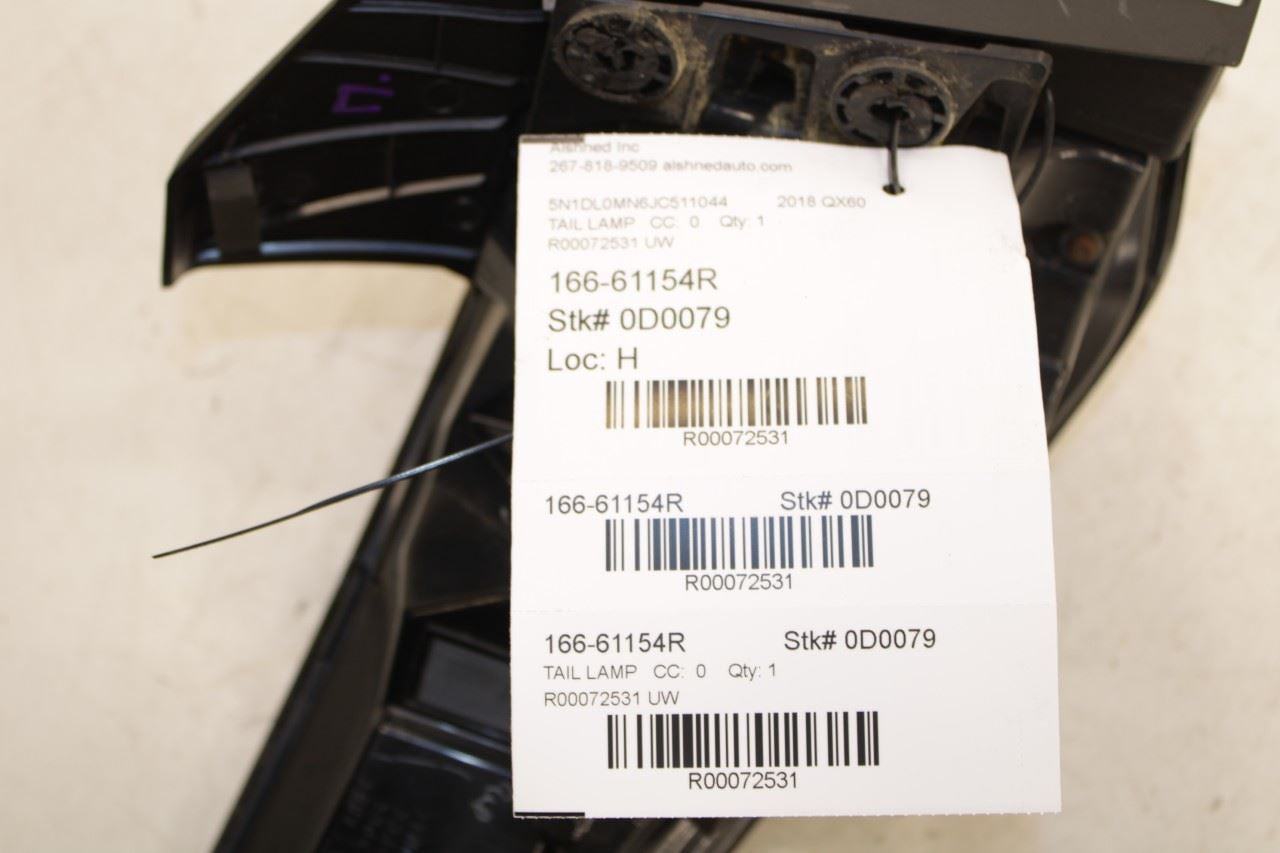 Alshned Inc
267-818-9509 alshnedauto.com
5N1DL0MN6JC511044 2018 QX60
TAIL LAMP CC: 0 Qty: 1
R00072531 UW
166-61154R
Stk# 0D0079
Loc: H
R00072531
166-61154R Stk# 0D0079
R00072531
166-61154R Stk# 0D0079
TAIL LAMP CC: 0 Qty: 1
R00072531 UW
R00072531